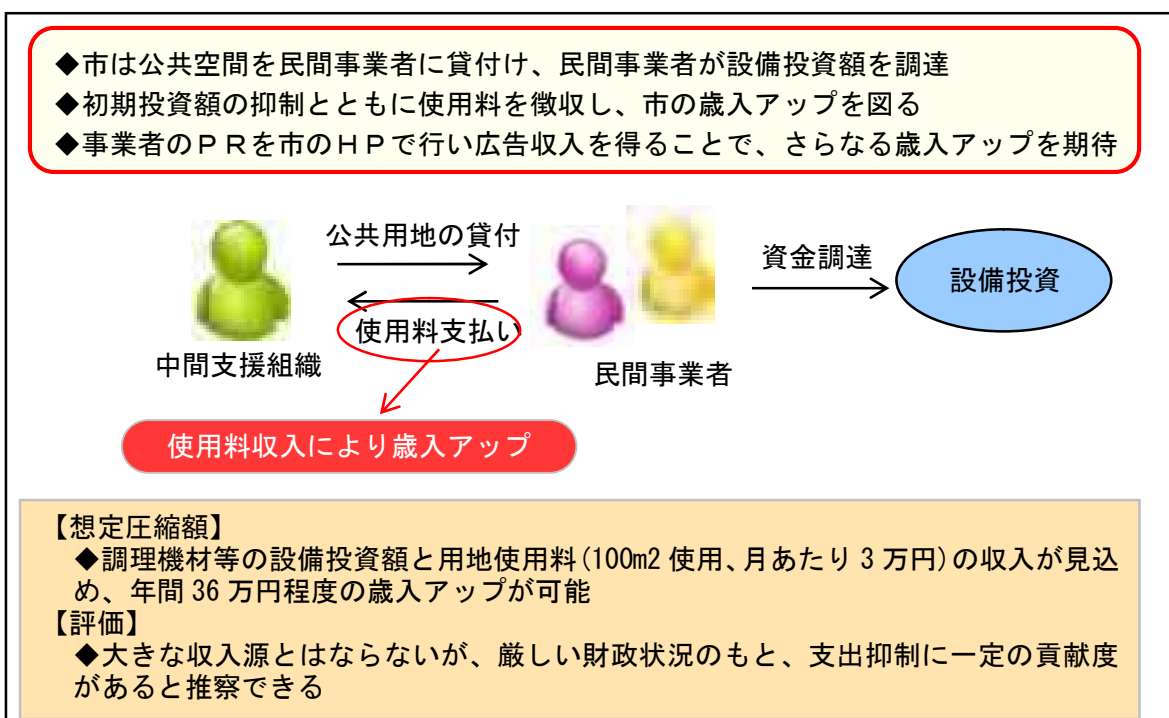 ◆市は公共空間を民間事業者に貸付け、民間事業者が設備投資額を調達
◆初期投資額の抑制とともに使用料を徴収し、市の歳入アップを図る
◆事業者のＰＲを市のＨＰで行い広告収入を得ることで、さらなる歳入アップを期待
公共用地の貸付
資金調達
設備投資
使用料支払い
中間支援組織
民間事業者
使用料収入により歳入アップ
【想定圧縮額】
◆調理機材等の設備投資額と用地使用料(100m2 使用、月あたり 3 万円)の収入が見込
め、年間 36 万円程度の歳入アップが可能
【評価】
◆大きな収入源とはならないが、厳しい財政状況のもと、支出抑制に一定の貢献度
があると推察できる